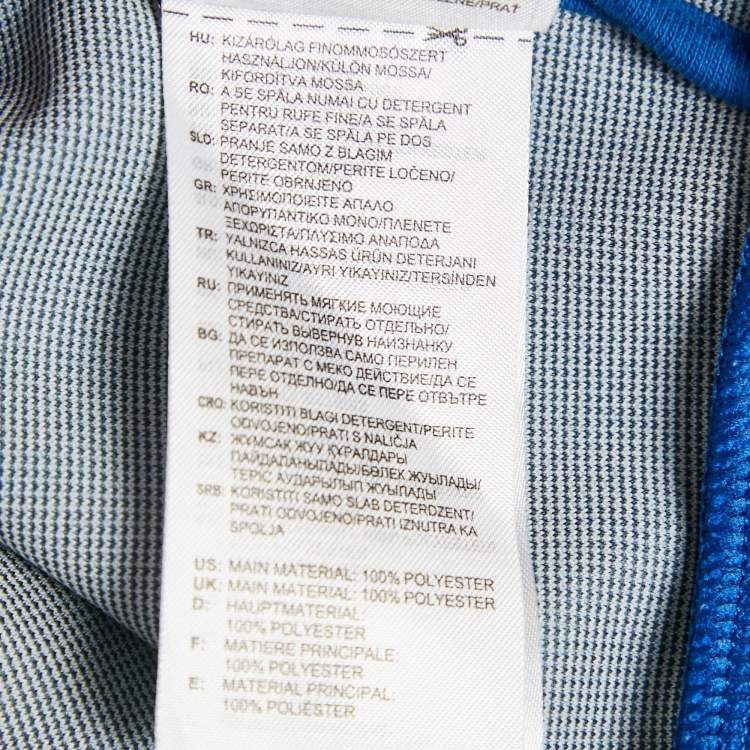 HU: KIZÁRÓLAG FINOMMOSÓSZERT
HASZNÁLJON/KÜLÖN MOSSA/
KIFORDÍTVA MOSSA
RO: A SE SPĂLA NUMAI CU DETERGENT
PENTRU RUFE FINE/A SE SPĂLA
SEPARAT/A SE SPĂLA PE DOS
SLO: PRANJE SAMO Z BLAGIM
DETERGENTOM/PERITE LOČENO/
PERITE OBRNJENO
GR: ΧΡΗΣΙΜΟΠΟΙΕΙΤΕ ΑΠΑΛΟ
ΑΠΟΡΥΠΑΝΤΙΚΟ ΜΟΝΟ/ΠΛΕΝΕΤΕ
ΞΕΧΩΡΙΣΤΑ/ΠΛΥΣΙΜΟ ΑΝΑΠΟΔΑ
TR: YALNIZCA HASSAS ÜRÜN DETERJANI
KULLANINIZ/AYRI YIKAYINIZ/TERSİNDEN
YIKAYINIZ
RU: ПРИМЕНЯТЬ МЯГКИЕ МОЮЩИЕ
СРЕДСТВА/СТИРАТЬ ОТДЕЛЬНО/
СТИРАТЬ ВЫВЕРНУВ НАИЗНАНКУ
BG: ДА СЕ ИЗПОЛЗВА САМО ПЕРИЛЕН
ПРЕПАРАТ С МЕКО ДЕЙСТВИЕ/ДА СЕ
ПЕРЕ ОТДЕЛНО/ДА СЕ ПЕРЕ ОТВЪТРЕ
НАВЪН
CRO: KORISTITI BLAGI DETERGENT/PERITE
ODVOJENO/PRATI S NALIČJA
KZ: ЖҰМСАК ЖУУ ҚҰРАЛДАРЫ
ПАЙДАЛАНЫЛАДЫ/БӨЛЕК ЖУЫЛАДЫ/
ТЕРІС АУДАРЫЛЫП ЖУЫЛАДЫ
SRB: KORISTITI SAMO SLAB DETERDZENT/
PRATI ODVOJENO/PRATI IZNUTRA KA
SPOLJA
US: MAIN MATERIAL: 100% POLYESTER
UK: MAIN MATERIAL: 100% POLYESTER
D: HAUPTMATERIAL:
100% POLYESTER
F: MATIERE PRINCIPALE:
100% POLYESTER
E: MATERIAL PRINCIPAL:
100% POLIÉSTER